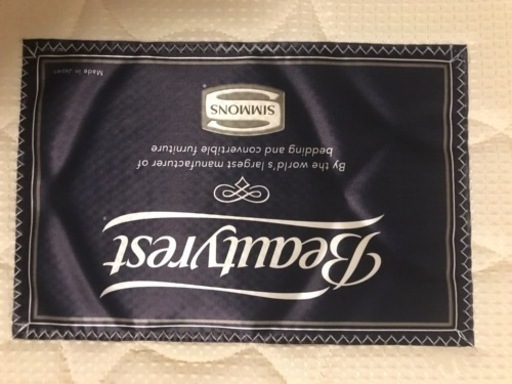 Beautyrest
By the world's largest manufacturer of
bedding and convertible furniture
SIMMONS
Made in Japan